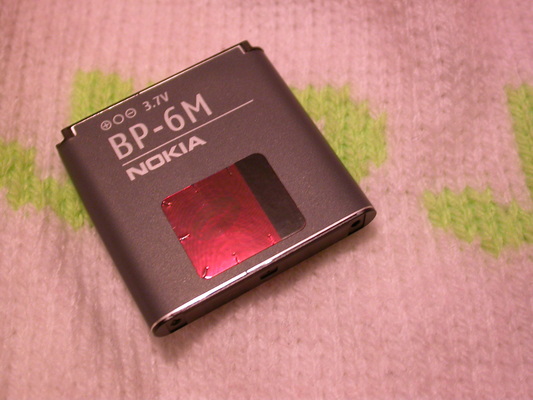 ⊕○⊖ 3.7V
BP-6M
NOKIA